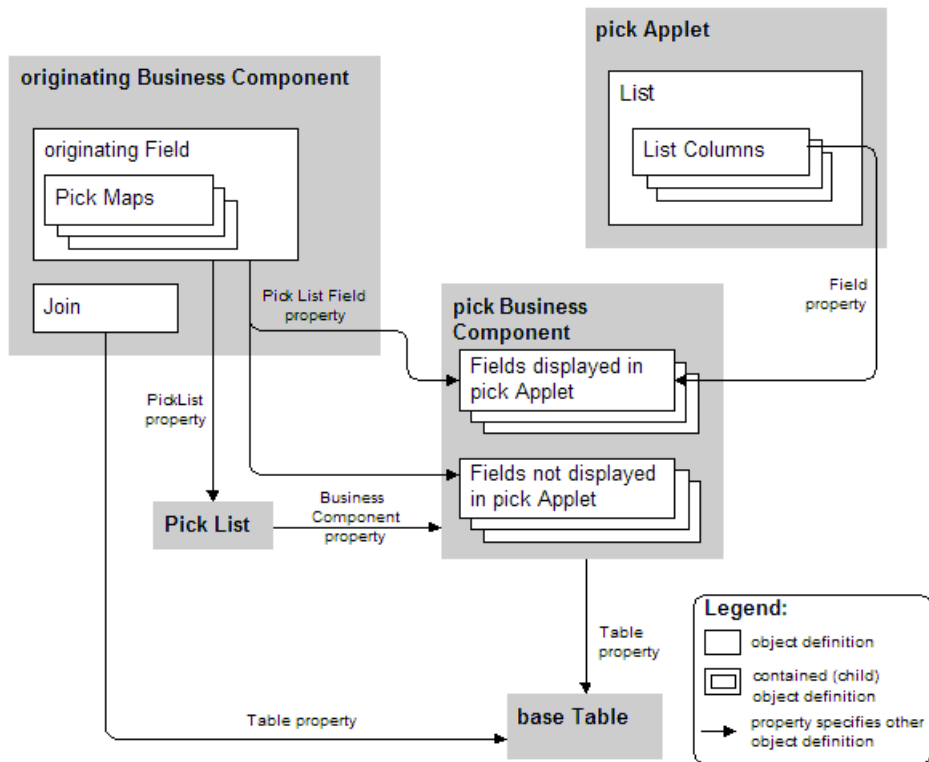 pick Applet
originating Business Component
List
originating Field
List Columns
Pick Maps
Pick List Field
property
Field
property
Join
pick Business
Component
Fields displayed in
pick Applet
PickList
property
Fields not displayed
in pick Applet
Business
Component
property
Pick List
Legend:
object definition
contained (child)
object definition
property specifies other
object definition
Table
property
Table property
base Table